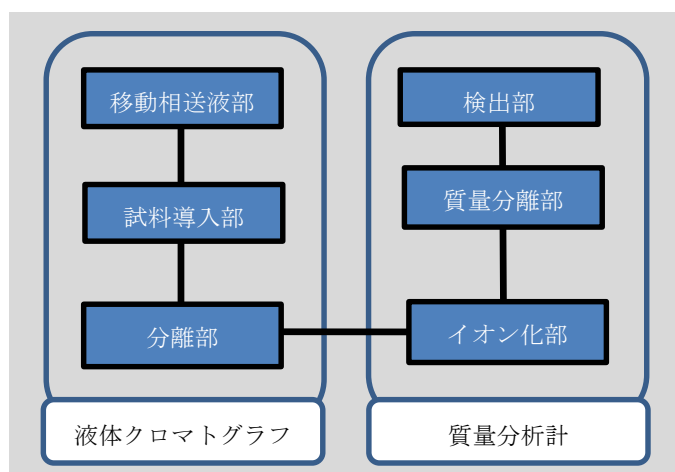 移動相送液部
試料導入部
分離部
液体クロマトグラフ
検出部
質量分離部
イオン化部
質量分析計